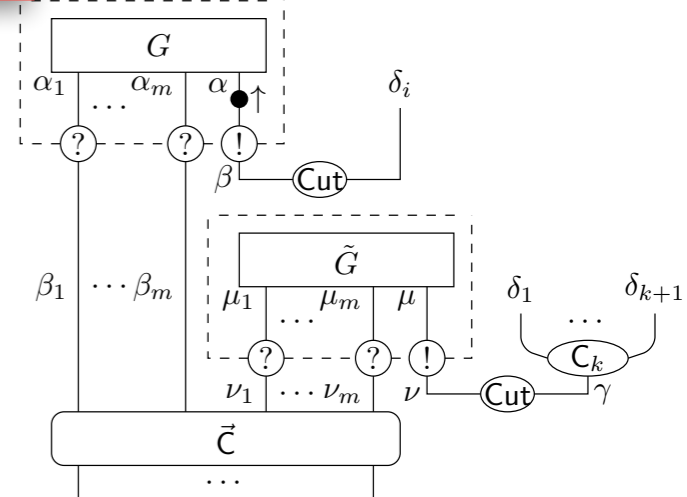 G
α₁ ⋯ αₘ α ↑ δᵢ
? ? !
β Cut
G̃
β₁ ⋯ βₘ μ₁ ⋯ μₘ μ δ₁ ⋯ δₖ₊₁
? ? ! Cₖ
ν₁ ⋯ νₘ ν Cut γ
C⃗
⋯